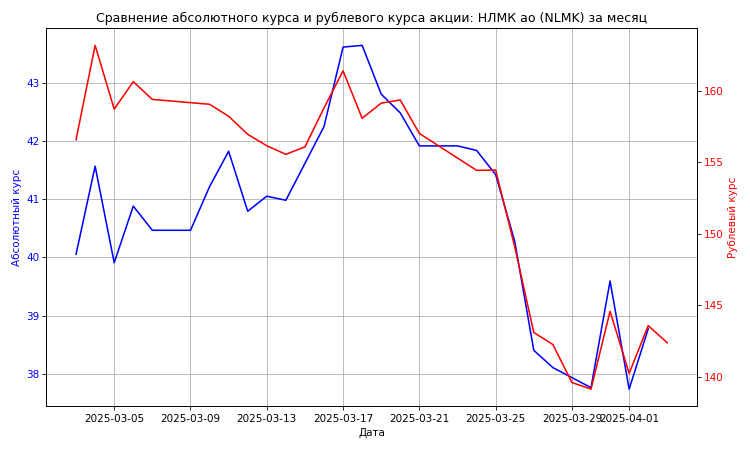 Сравнение абсолютного курса и рублевого курса акции: НЛМК ао (NLMK) за месяц
43
42
41
40
39
38
Абсолютный курс
160
155
150
145
140
Рублевый курс
2025-03-05 2025-03-09 2025-03-13 2025-03-17 2025-03-21 2025-03-25 2025-03-29 2025-04-01
Дата